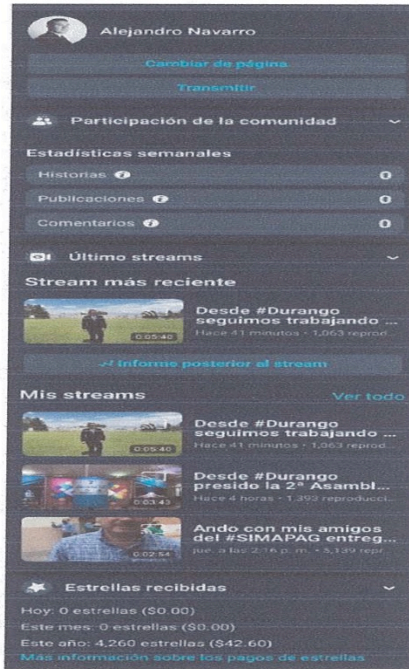 Alejandro Navarro
Cambiar de página
Transmitir
Participación de la comunidad
Estadísticas semanales
Historias
0
Publicaciones
0
Comentarios
0
Último streams
Stream más reciente
Desde #Durango
seguimos trabajando ...
Hace 41 minutos • 1,063 reprod...
0:05:40
Informe posterior al stream
Mis streams
Ver todo
Desde #Durango
seguimos trabajando ...
Hace 41 minutos • 1,063 reprod...
0:05:40
Desde #Durango
presido la 2ª Asambl...
Hace 4 horas • 1,392 reproducci...
0:03:43
Ando con mis amigos
del #SIMAPAG entreg...
jue. a las 2:16 p. m. • 5,139 repr...
0:02:54
Estrellas recibidas
Hoy: 0 estrellas ($0.00)
Este mes: 0 estrellas ($0.00)
Este año: 4,260 estrellas ($42.60)
Más información sobre los pagos de estrellas